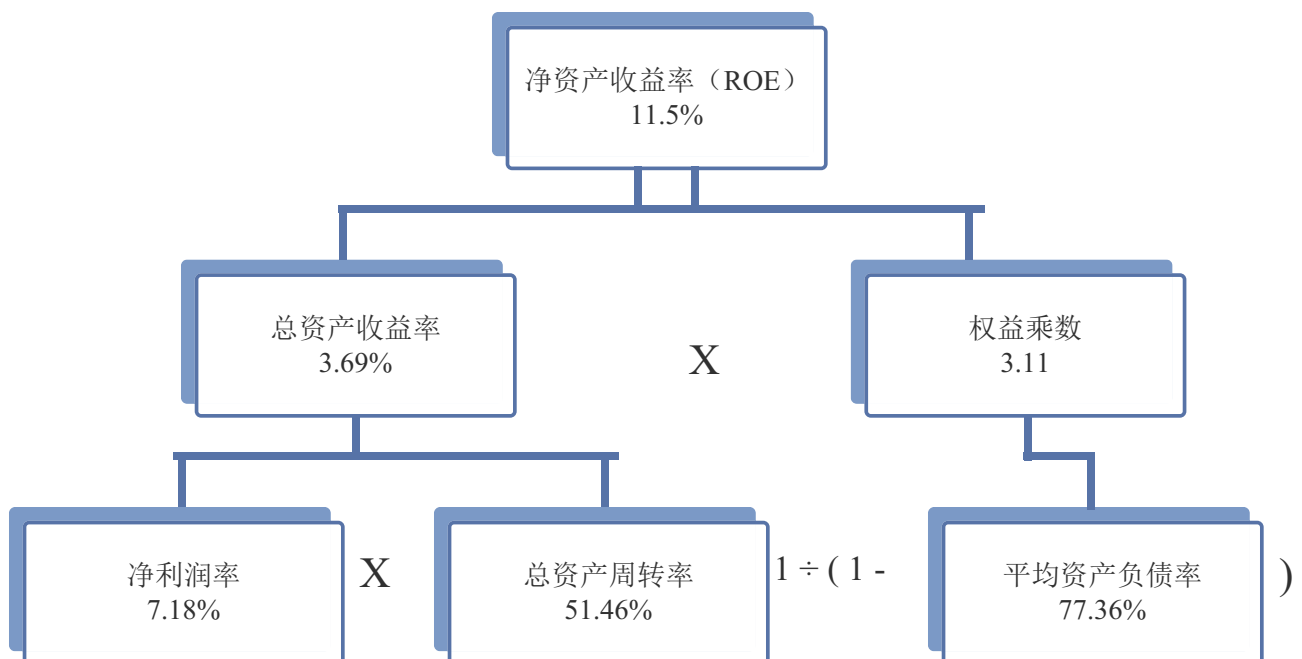 净资产收益率（ROE）
11.5%
总资产收益率
3.69%
X
权益乘数
3.11
净利润率
7.18%
X
总资产周转率
51.46%
1 ÷ ( 1 -
平均资产负债率
77.36%
)